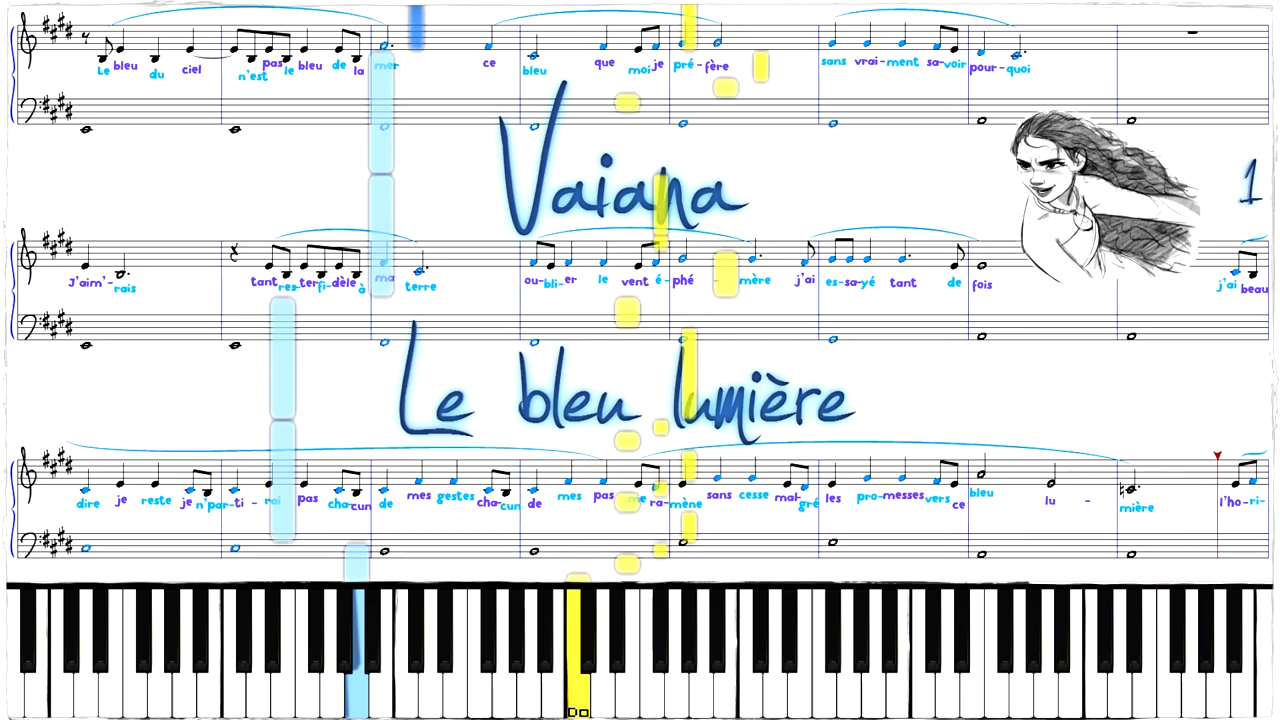 Le bleu du ciel n'est pas le bleu de la mer ce bleu que moi je pré - fère sans vrai - ment sa - voir pour - quoi
Vaiana
1
J'aim' - rais tant res - ter fi - dèle à ma terre ou - bli - er le vent é - phé mère j'ai es - sa - yé tant de fois j'ai beau
Le bleu lumière
dire je reste je n'par - ti - rai pas cha - cun de mes gestes cha - cun de mes pas me ra - mène sans cesse mal - gré les pro - messes vers ce bleu lu - mière l'ho - ri -
Do